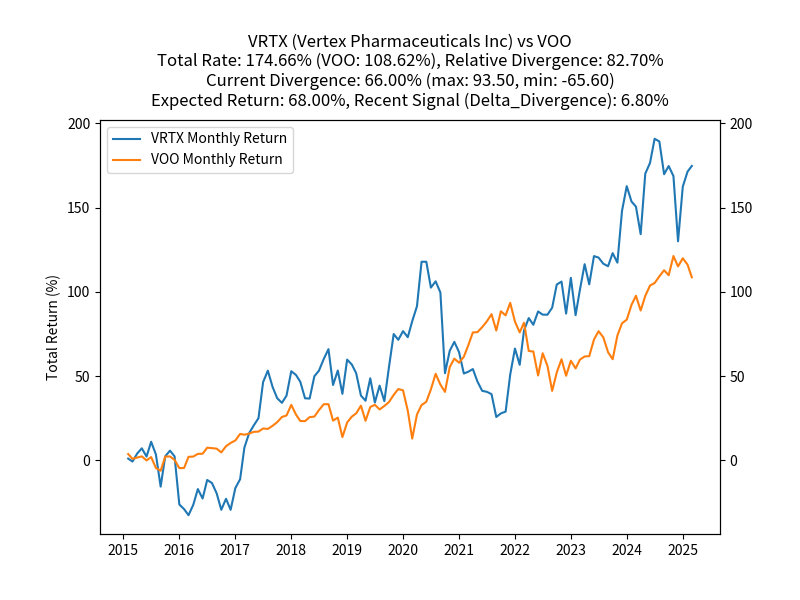 VRTX (Vertex Pharmaceuticals Inc) vs VOO
Total Rate: 174.66% (VOO: 108.62%), Relative Divergence: 82.70%
Current Divergence: 66.00% (max: 93.50, min: -65.60)
Expected Return: 68.00%, Recent Signal (Delta_Divergence): 6.80%
VRTX Monthly Return
VOO Monthly Return
Total Return (%)
200
150
100
50
0
200
150
100
50
0
2015 2016 2017 2018 2019 2020 2021 2022 2023 2024 2025